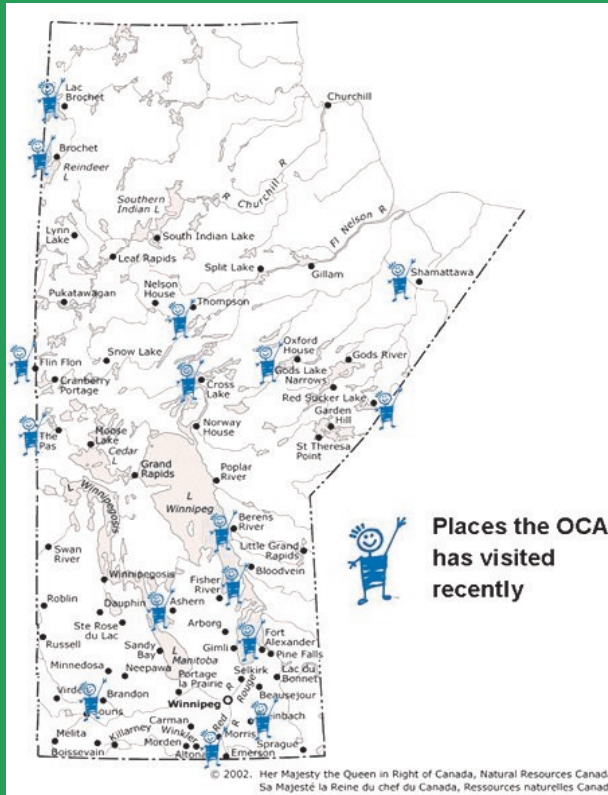 Lac
Brochet
Churchill
Brochet
Reindeer
L
Southern
Indian L
R
Churchill
R
Fl Nelson R
Lynn
Lake
South Indian Lake
Leaf Rapids
Split Lake
Gillam
Shamattawa
Pukatawagan
Nelson
House
Thompson
Oxford
House
Flin Flon
Snow Lake
Gods River
Gods Lake
Narrows
Cranberry
Portage
Cross
Lake
Red Sucker Lake
Garden
Hill
The
Pas
Moose
Lake
Norway
House
St Theresa
Point
Cedar
L
Grand
Rapids
Poplar
River
L Winnipegosis
L
Winnipeg
Berens
River
Places the OCA
has visited
recently
Swan
River
Little Grand
Rapids
Bloodvein
Winnipegosis
Fisher
River
Roblin
Dauphin
Ashern
Ste Rose
du Lac
Arborg
Fort
Alexander
Russell
Sandy
Bay
Gimli
Pine Falls
L
Manitoba
Minnedosa
Neepawa
Portage
la Prairie
Selkirk
Lac du
Bonnet
Virden
Brandon
Beausejour
Winnipeg
Red R
Rouge R
Souris
Steinbach
Carman
Melita
Killarney
Winkler
Morris
Boissevain
Morden
Altona
Sprague
Emerson
© 2002. Her Majesty the Queen in Right of Canada, Natural Resources Canada
Sa Majesté la Reine du chef du Canada, Ressources naturelles Canada